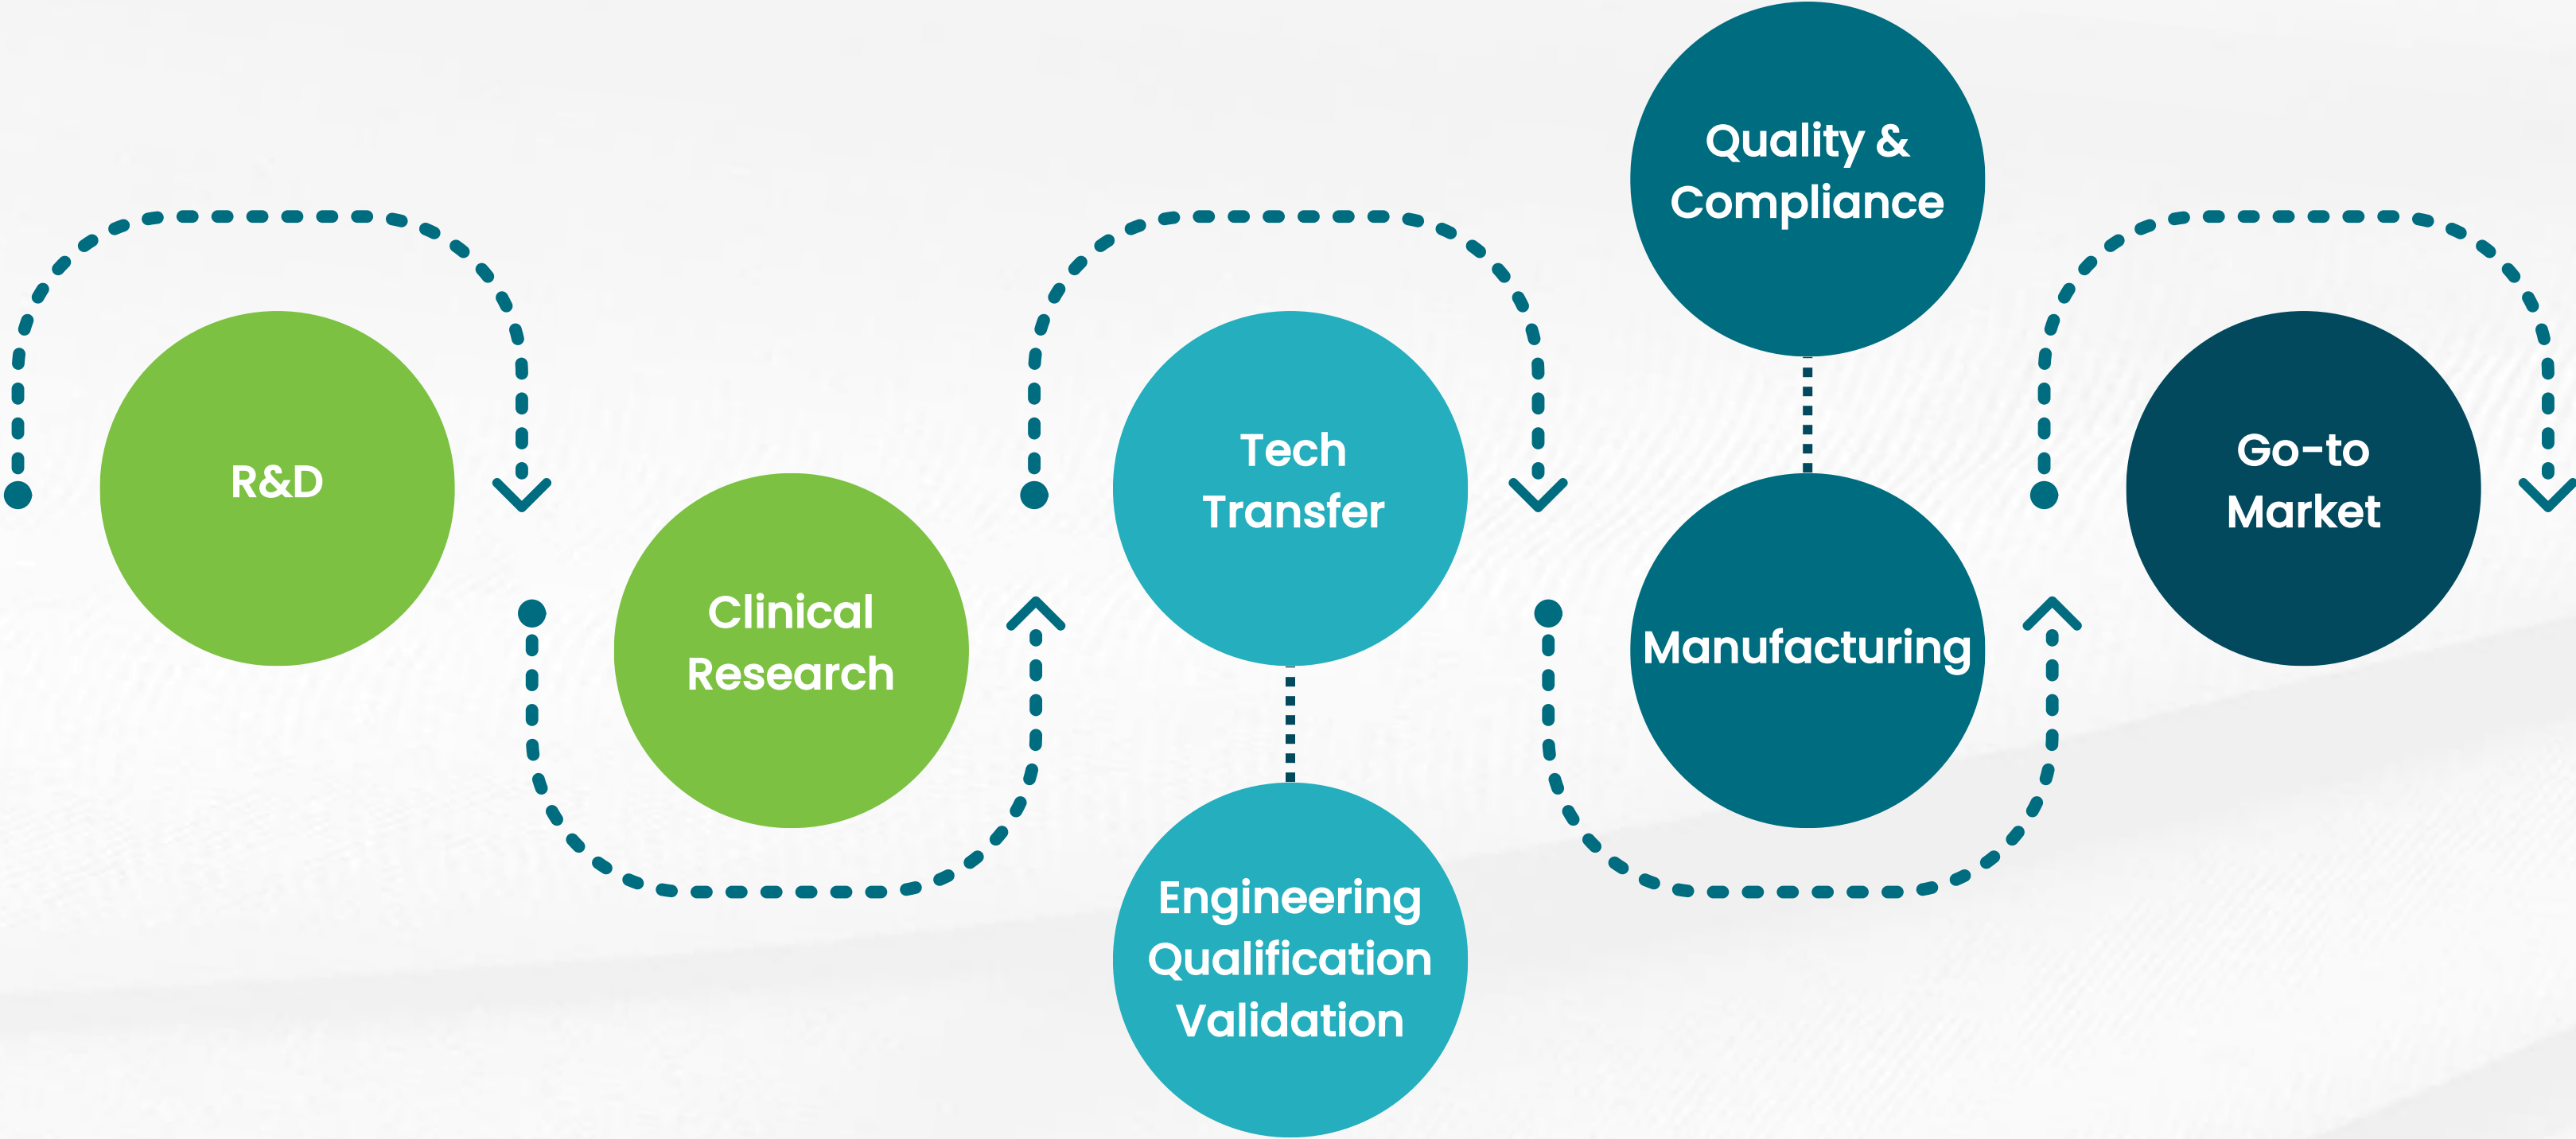 R&D
Clinical
Research
Tech
Transfer
Engineering
Qualification
Validation
Quality &
Compliance
Manufacturing
Go-to
Market